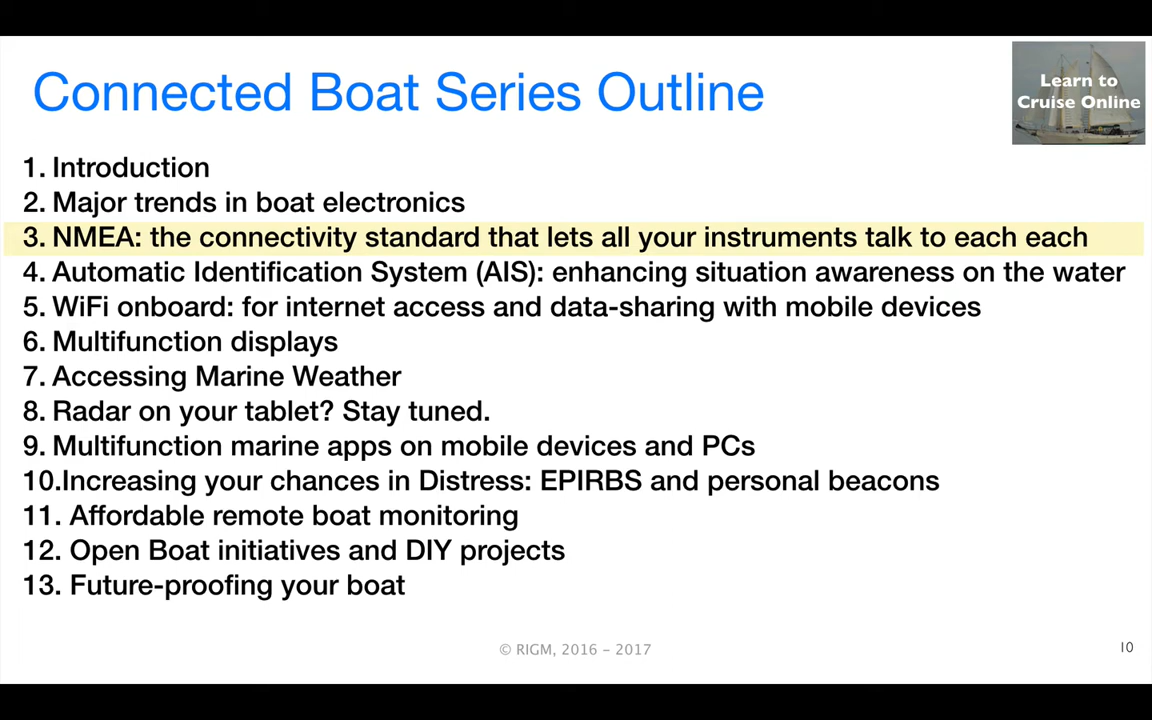 Connected Boat Series Outline
Learn to
Cruise Online
1. Introduction
2. Major trends in boat electronics
3. NMEA: the connectivity standard that lets all your instruments talk to each each
4. Automatic Identification System (AIS): enhancing situation awareness on the water
5. WiFi onboard: for internet access and data-sharing with mobile devices
6. Multifunction displays
7. Accessing Marine Weather
8. Radar on your tablet? Stay tuned.
9. Multifunction marine apps on mobile devices and PCs
10.Increasing your chances in Distress: EPIRBS and personal beacons
11. Affordable remote boat monitoring
12. Open Boat initiatives and DIY projects
13. Future-proofing your boat
© RIGM, 2016 – 2017
10